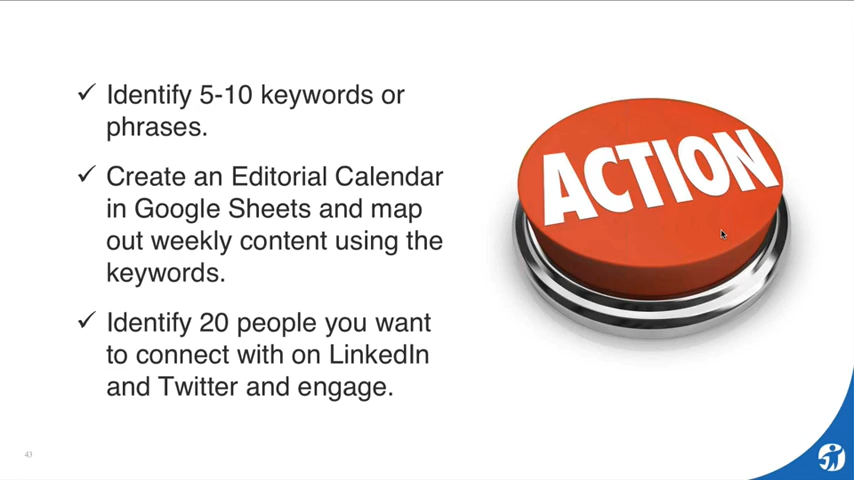 ✓ Identify 5-10 keywords or
phrases.
✓ Create an Editorial Calendar
in Google Sheets and map
out weekly content using the
keywords.
✓ Identify 20 people you want
to connect with on LinkedIn
and Twitter and engage.
ACTION
43